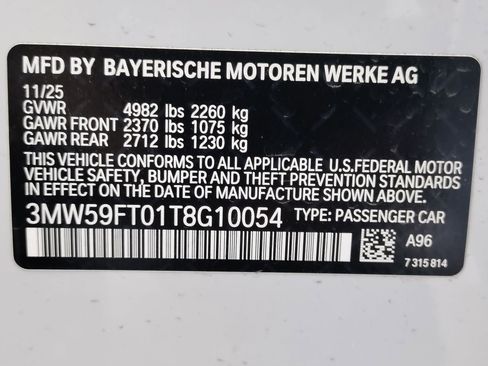 MFD BY BAYERISCHE MOTOREN WERKE AG
11/25
GVWR 4982 lbs 2260 kg
GAWR FRONT 2370 lbs 1075 kg
GAWR REAR 2712 lbs 1230 kg
THIS VEHICLE CONFORMS TO ALL APPLICABLE U.S.FEDERAL MOTOR
VEHICLE SAFETY, BUMPER AND THEFT PREVENTION STANDARDS
IN EFFECT ON THE DATE OF MANUFACTURE SHOWN ABOVE.
3MW59FT01T8G10054 TYPE: PASSENGER CAR
A96
7 315 814